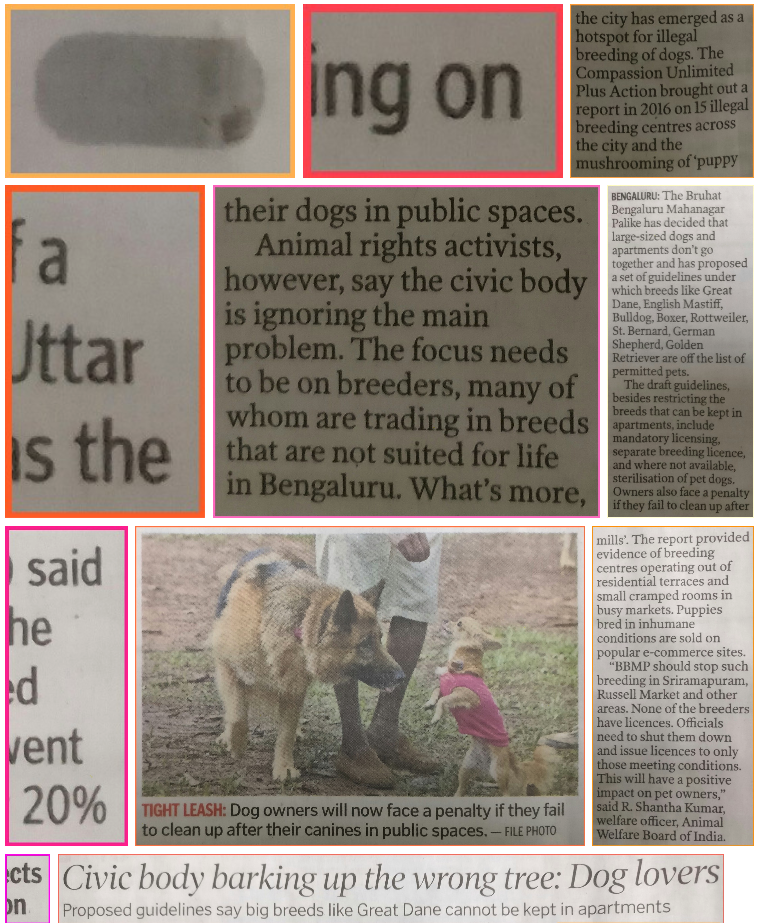 ing on
the city has emerged as a
hotspot for illegal
breeding of dogs. The
Compassion Unlimited
Plus Action brought out a
report in 2016 on 15 illegal
breeding centres across
the city and the
mushrooming of ‘puppy
f a
Uttar
as the
their dogs in public spaces.
Animal rights activists,
however, say the civic body
is ignoring the main
problem. The focus needs
to be on breeders, many of
whom are trading in breeds
that are not suited for life
in Bengaluru. What’s more,
BENGALURU: The Bruhat
Bengaluru Mahanagar
Palike has decided that
large-sized dogs and
apartments don’t go
together and has proposed
a set of guidelines under
which breeds like Great
Dane, English Mastiff,
Bulldog, Boxer, Rottweiler,
St. Bernard, German
Shepherd, Golden
Retriever are off the list of
permitted pets.
The draft guidelines,
besides restricting the
breeds that can be kept in
apartments, include
mandatory licensing,
separate breeding licence,
and where not available,
sterilisation of pet dogs.
Owners also face a penalty
if they fail to clean up after
said
he
ed
vent
20%
TIGHT LEASH: Dog owners will now face a penalty if they fail
to clean up after their canines in public spaces. — FILE PHOTO
mills’. The report provided
evidence of breeding
centres operating out of
residential terraces and
small cramped rooms in
busy markets. Puppies
bred in inhumane
conditions are sold on
popular e-commerce sites.
“BBMP should stop such
breeding in Sriramapuram,
Russell Market and other
areas. None of the breeders
have licences. Officials
need to shut them down
and issue licences to only
those meeting conditions.
This will have a positive
impact on pet owners,”
said R. Shantha Kumar,
welfare officer, Animal
Welfare Board of India.
ects
on
Civic body barking up the wrong tree: Dog lovers
Proposed guidelines say big breeds like Great Dane cannot be kept in apartments